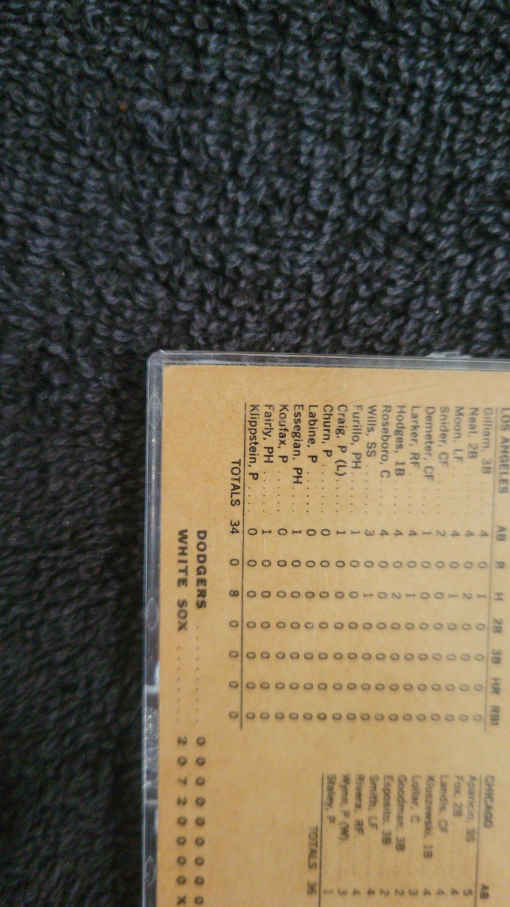 LOS ANGELES AB R H 2B 3B HR RBI
Gilliam, 3B . . . . 4 0 1 0 0 0 0
Neal, 2B . . . . 4 0 2 0 0 0 0
Moon, LF . . . . 4 0 1 0 0 0 0
Snider, CF . . . . 2 0 0 0 0 0 0
Demeter, CF . . . . 1 0 0 0 0 0 0
Larker, RF . . . . 4 0 1 0 0 0 0
Hodges, 1B . . . . 4 0 2 0 0 0 0
Roseboro, C . . . . 4 0 0 0 0 0 0
Wills, SS . . . . 3 0 1 0 0 0 0
Furillo, PH . . . . 1 0 0 0 0 0 0
Craig, P (L) . . . . 1 0 0 0 0 0 0
Churn, P . . . . 0 0 0 0 0 0 0
Labine, P . . . . 0 0 0 0 0 0 0
Essegian, PH . . . . 1 0 0 0 0 0 0
Koufax, P . . . . 0 0 0 0 0 0 0
Fairly, PH . . . . 1 0 0 0 0 0 0
Klippstein, P . . . . 0 0 0 0 0 0 0
TOTALS 34 0 8 0 0 0 0
CHICAGO AB
Aparicio, SS 5
Fox, 2B 4
Landis, CF 4
Kluszewski, 1B 4
Lollar, C 3
Goodman, 3B 2
Esposito, 3B 2
Smith, LF 4
Rivera, RF 4
Wynn, P (W) 3
Staley, P 1
TOTALS 36
DODGERS . . . . 0 0 0 0 0 0 0 0 0
WHITE SOX . . . . 2 0 7 2 0 0 0 0 X